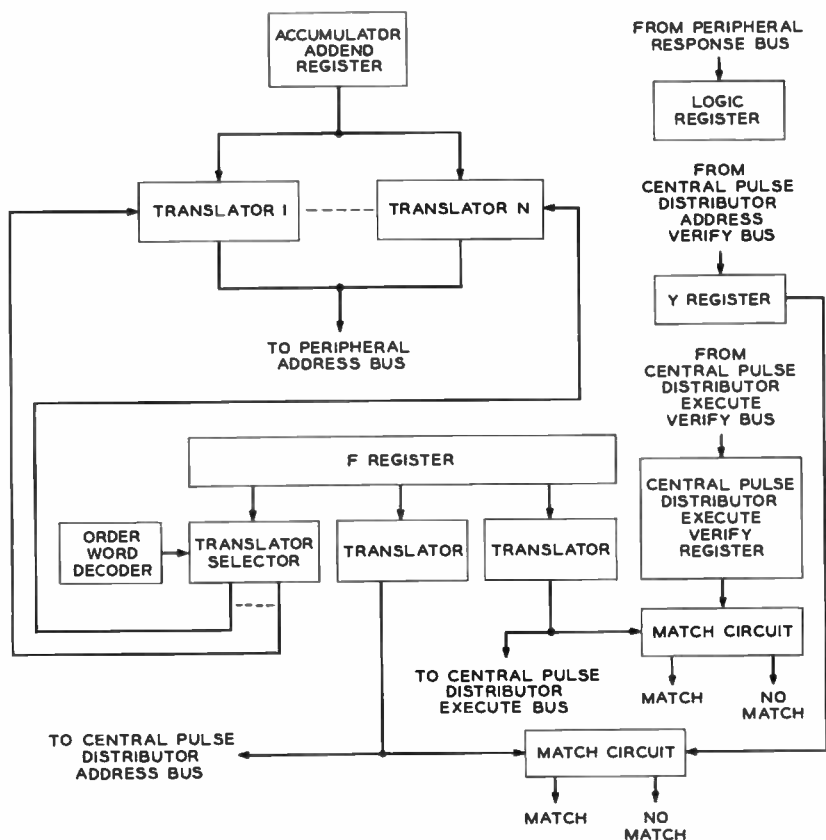 ACCUMULATOR
ADDEND
REGISTER
FROM PERIPHERAL
RESPONSE BUS
LOGIC
REGISTER
TRANSLATOR 1
TRANSLATOR N
FROM
CENTRAL PULSE
DISTRIBUTOR
ADDRESS
VERIFY BUS
Y REGISTER
TO PERIPHERAL
ADDRESS BUS
FROM
CENTRAL PULSE
DISTRIBUTOR
EXECUTE
VERIFY BUS
F REGISTER
CENTRAL PULSE
DISTRIBUTOR
EXECUTE
VERIFY
REGISTER
ORDER
WORD
DECODER
TRANSLATOR
SELECTOR
TRANSLATOR
TRANSLATOR
MATCH CIRCUIT
TO CENTRAL PULSE
DISTRIBUTOR
EXECUTE BUS
MATCH
NO
MATCH
TO CENTRAL PULSE
DISTRIBUTOR
ADDRESS BUS
MATCH CIRCUIT
MATCH
NO
MATCH